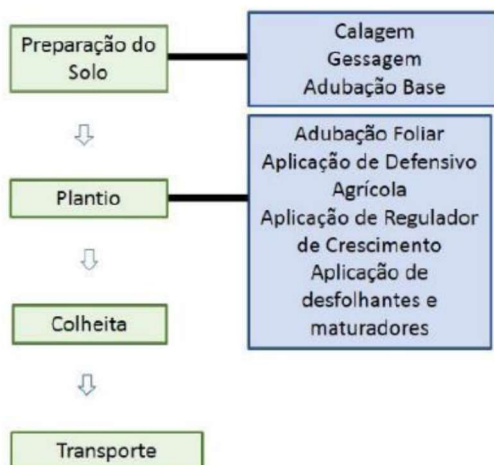 Preparação do
Solo
Calagem
Gessagem
Adubação Base
Plantio
Adubação Foliar
Aplicação de Defensivo
Agrícola
Aplicação de Regulador
de Crescimento
Aplicação de
desfolhantes e
maturadores
Colheita
Transporte